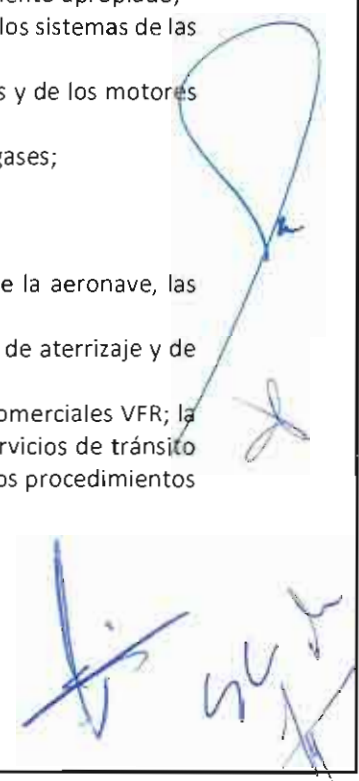 apropiado;
los sistemas de las
s y de los motores
gases;
e la aeronave, las
de aterrizaje y de
omerciales VFR; la
rvicios de tránsito
os procedimientos